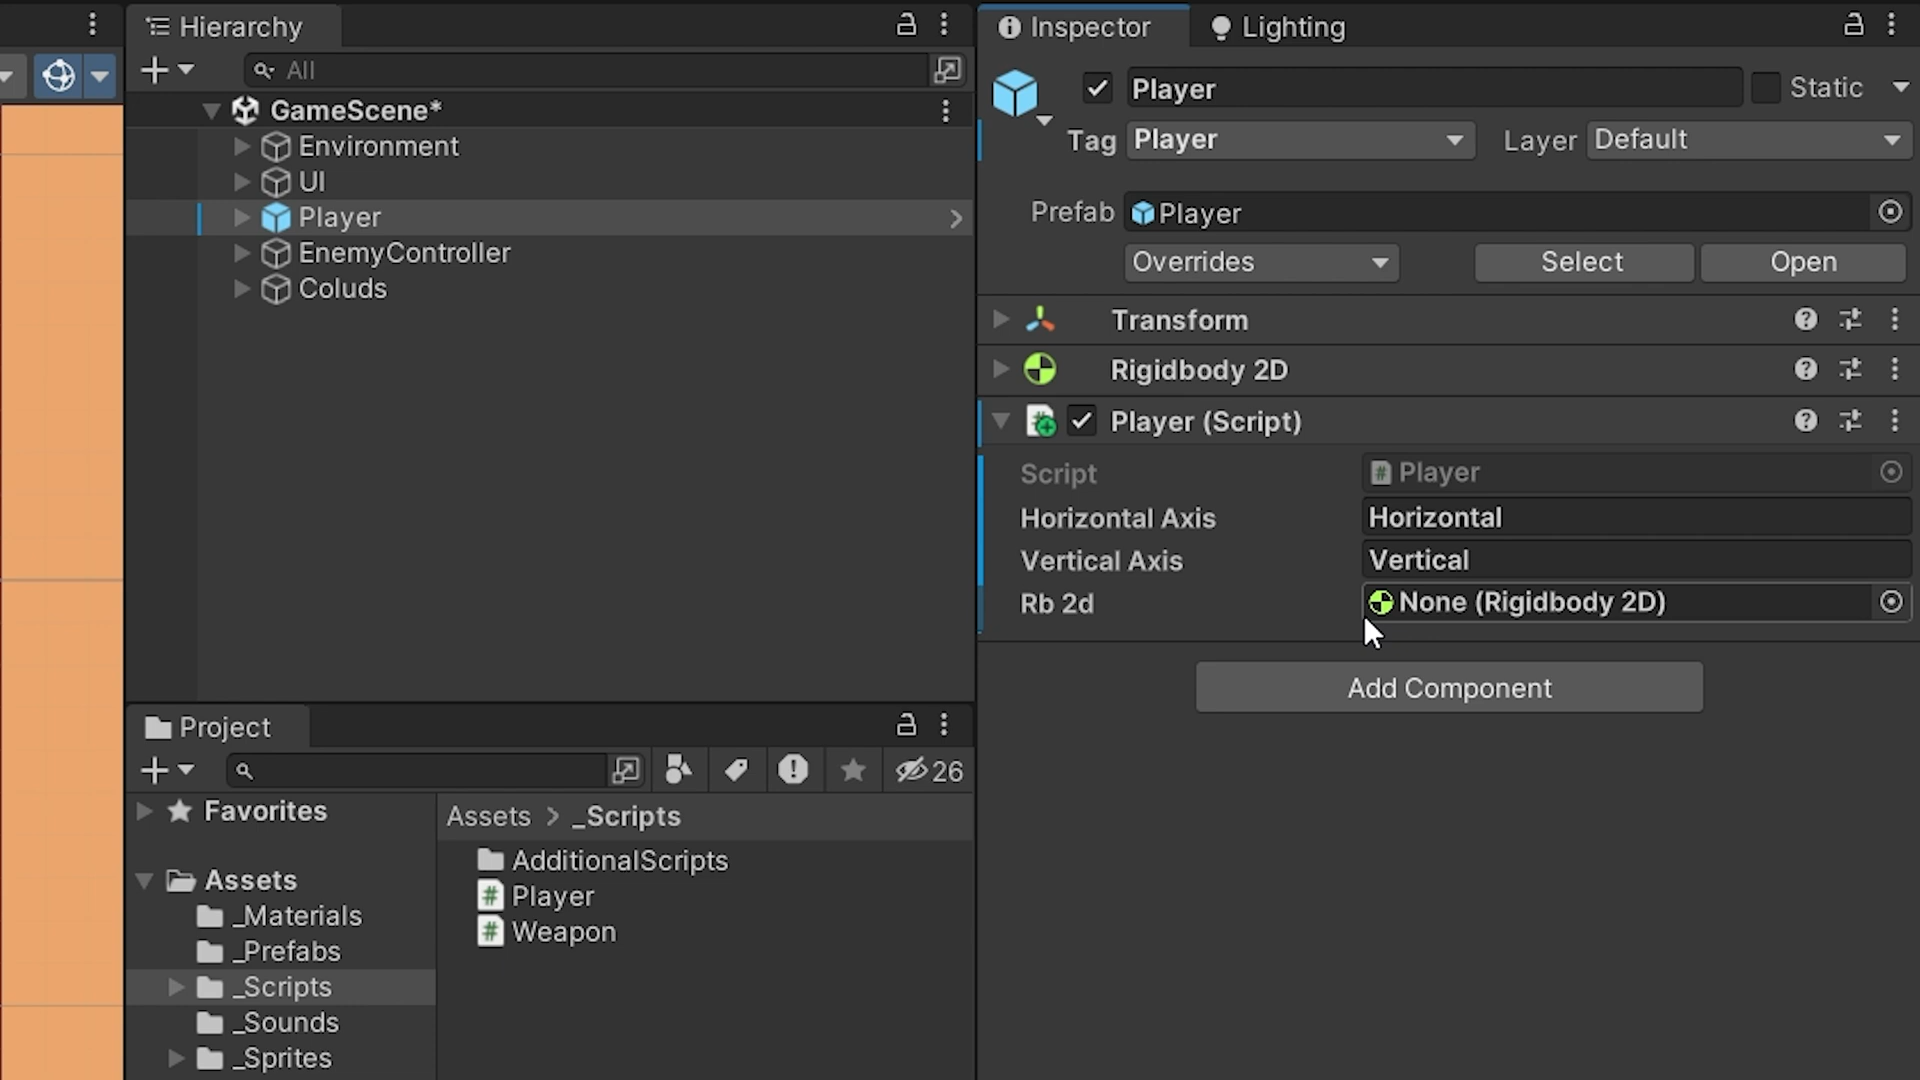 Hierarchy
All
GameScene*
Environment
UI
Player
EnemyController
Coluds
Project
26
Favorites
Assets
_Materials
_Prefabs
_Scripts
_Sounds
_Sprites
Assets > _Scripts
AdditionalScripts
Player
Weapon
Inspector
Lighting
Player
Static
Tag Player Layer Default
Prefab Player
Overrides Select Open
Transform
Rigidbody 2D
Player (Script)
Script Player
Horizontal Axis Horizontal
Vertical Axis Vertical
Rb 2d None (Rigidbody 2D)
Add Component